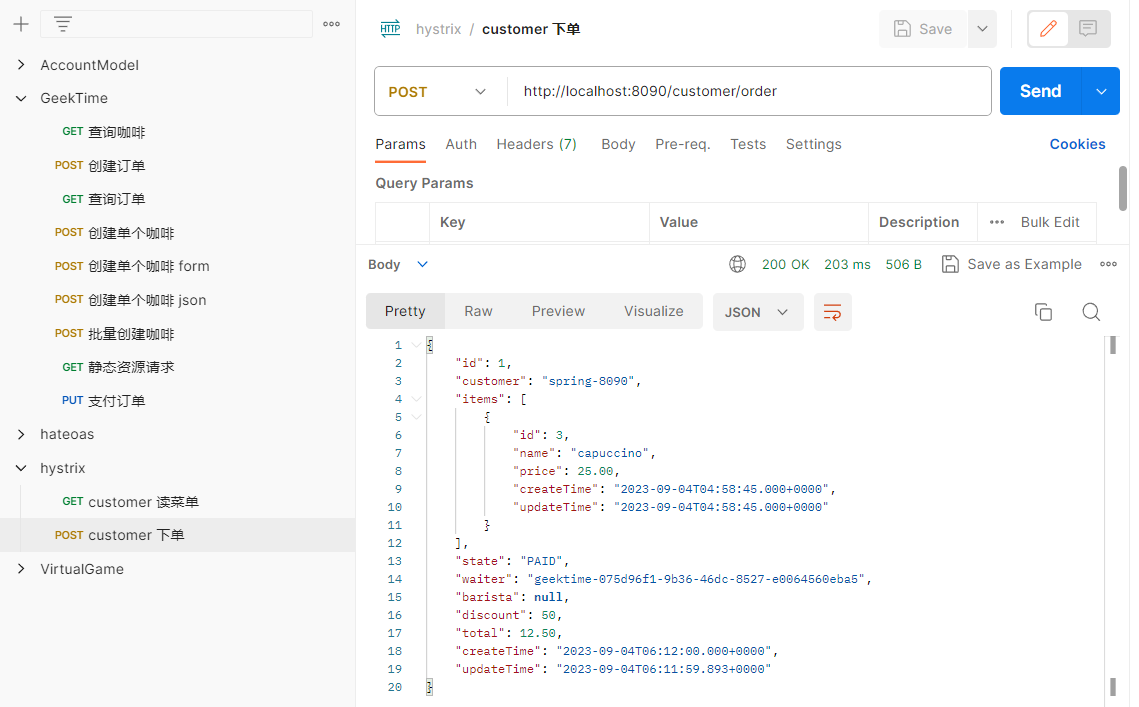 AccountModel
GeekTime
GET 查询咖啡
POST 创建订单
GET 查询订单
POST 创建单个咖啡
POST 创建单个咖啡 form
POST 创建单个咖啡 json
POST 批量创建咖啡
GET 静态资源请求
PUT 支付订单
hateoas
hystrix
GET customer 读菜单
POST customer 下单
VirtualGame
HTTP hystrix / customer 下单
Save
POST http://localhost:8090/customer/order
Send
Params Auth Headers (7) Body Pre-req. Tests Settings Cookies
Query Params
Key Value Description Bulk Edit
Body 200 OK 203 ms 506 B Save as Example
Pretty Raw Preview Visualize JSON
1 {
2 "id": 1,
3 "customer": "spring-8090",
4 "items": [
5 {
6 "id": 3,
7 "name": "capuccino",
8 "price": 25.00,
9 "createTime": "2023-09-04T04:58:45.000+0000",
10 "updateTime": "2023-09-04T04:58:45.000+0000"
11 }
12 ],
13 "state": "PAID",
14 "waiter": "geektime-075d96f1-9b36-46dc-8527-e0064560eba5",
15 "barista": null,
16 "discount": 50,
17 "total": 12.50,
18 "createTime": "2023-09-04T06:12:00.000+0000",
19 "updateTime": "2023-09-04T06:11:59.893+0000"
20 }